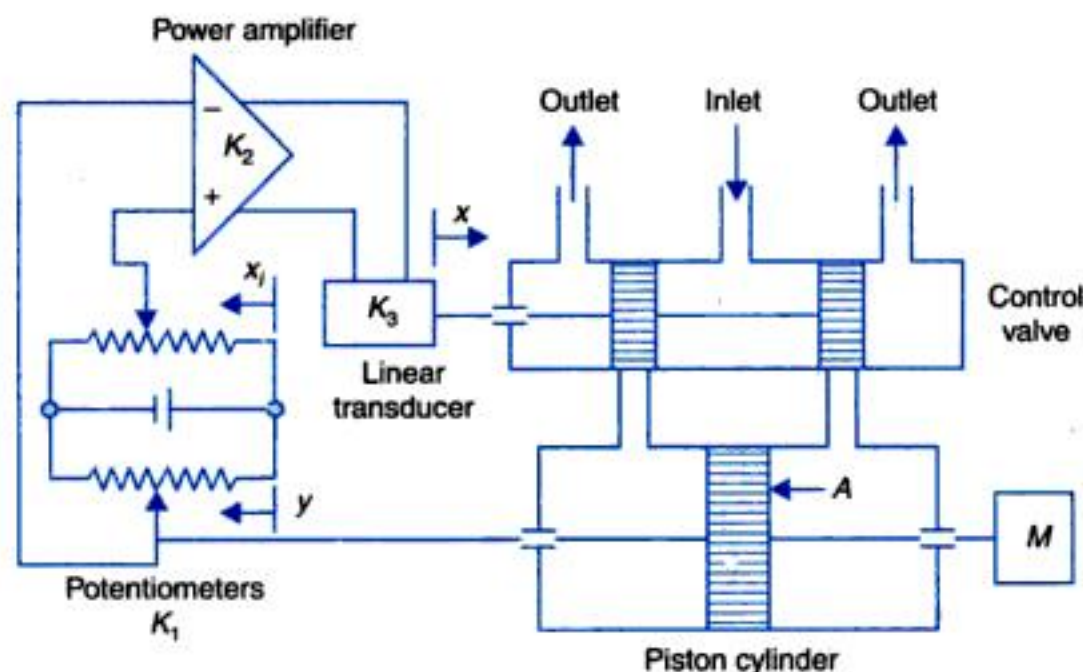 Power amplifier
Outlet
Inlet
Outlet
−
K2
+
x
xi
K3
Control
valve
Linear
transducer
y
A
M
Potentiometers
K1
Piston cylinder